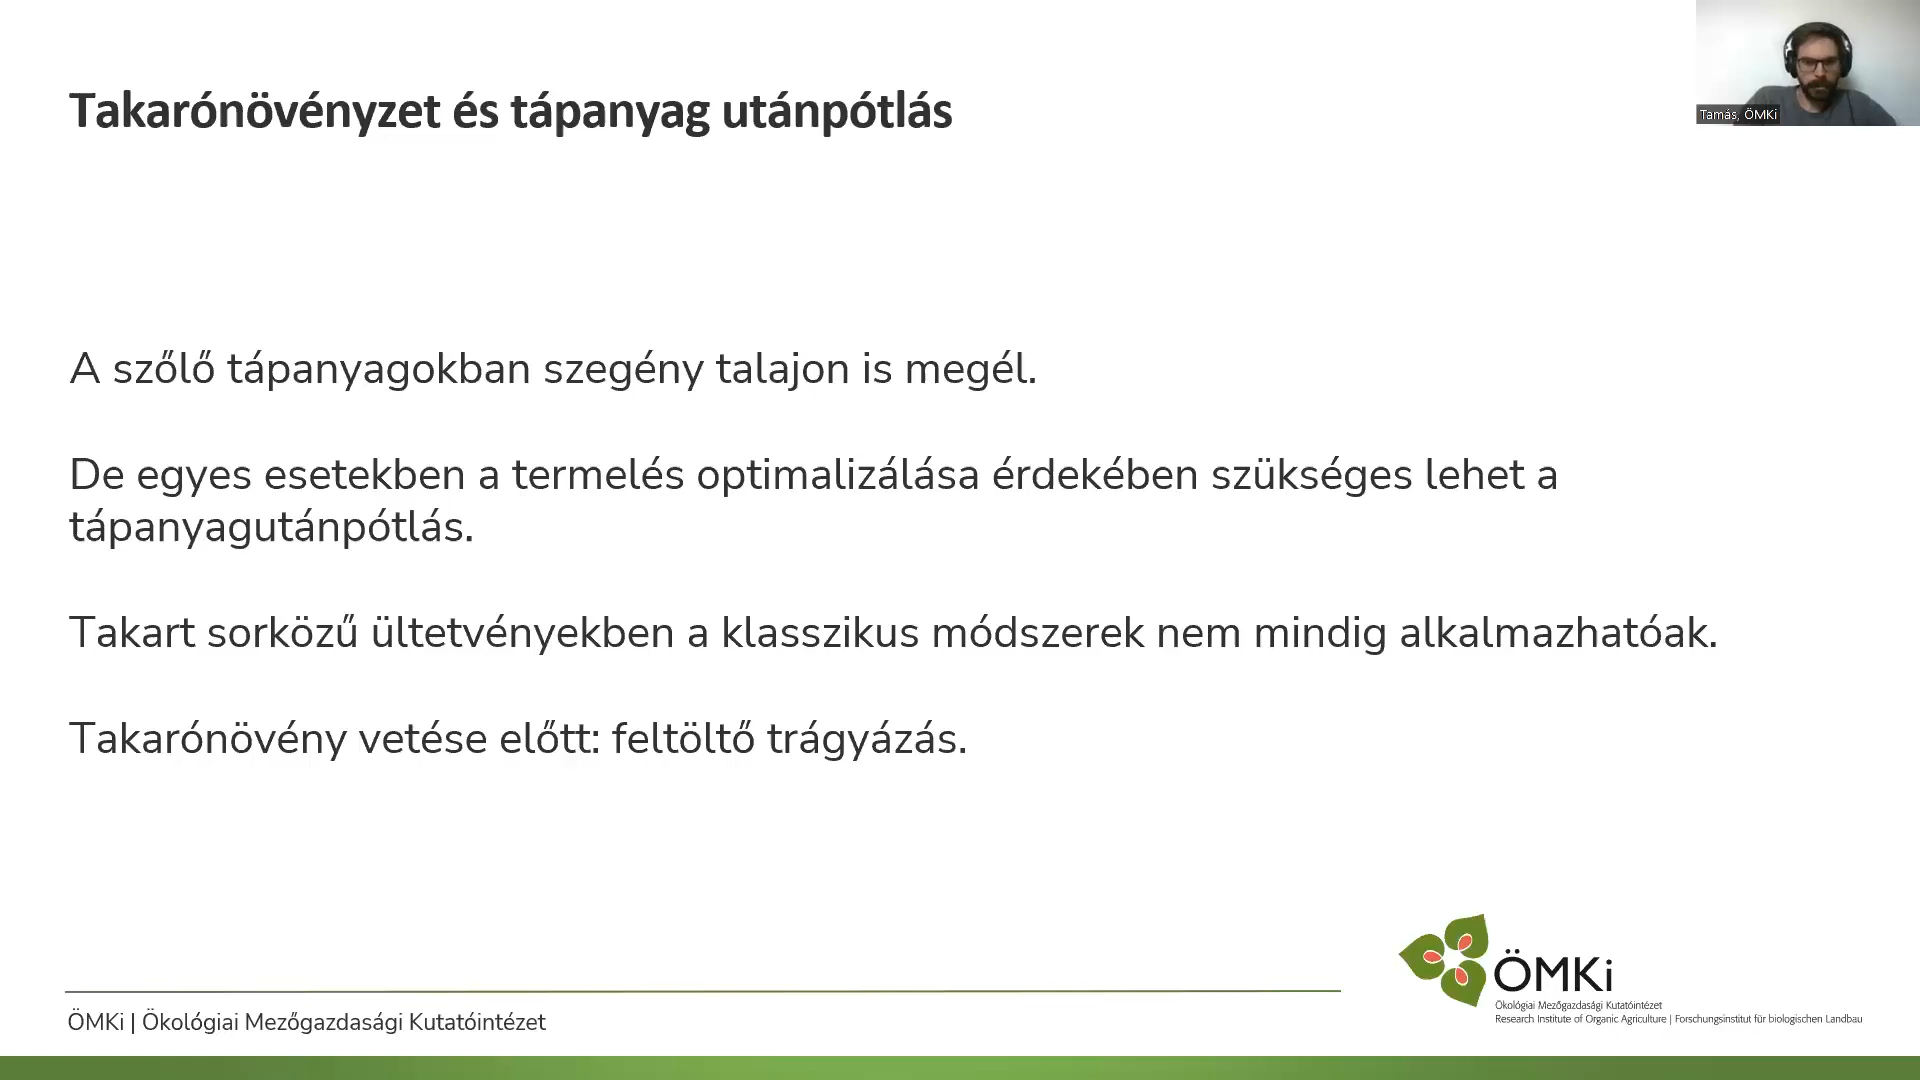 Takarónövényzet és tápanyag utánpótlás
Tamás, ÖMKi
A szőlő tápanyagokban szegény talajon is megél.
De egyes esetekben a termelés optimalizálása érdekében szükséges lehet a
tápanyagutánpótlás.
Takart sorközű ültetvényekben a klasszikus módszerek nem mindig alkalmazhatóak.
Takarónövény vetése előtt: feltöltő trágyázás.
ÖMKi
Ökológiai Mezőgazdasági Kutatóintézet
Research Institute of Organic Agriculture | Forschungsinstitut für biologischen Landbau
ÖMKi | Ökológiai Mezőgazdasági Kutatóintézet